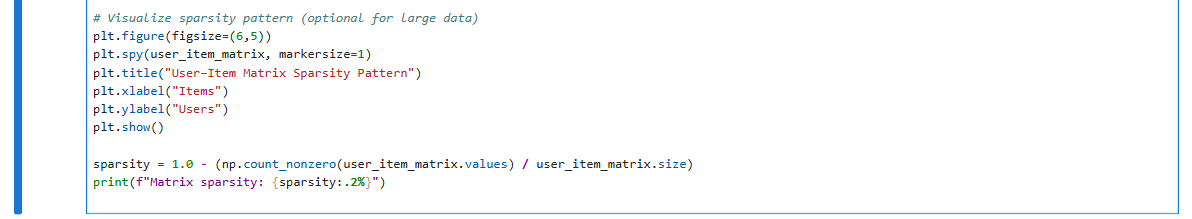 # Visualize sparsity pattern (optional for large data)
plt.figure(figsize=(6,5))
plt.spy(user_item_matrix, markersize=1)
plt.title("User–Item Matrix Sparsity Pattern")
plt.xlabel("Items")
plt.ylabel("Users")
plt.show()

sparsity = 1.0 - (np.count_nonzero(user_item_matrix.values) / user_item_matrix.size)
print(f"Matrix sparsity: {sparsity:.2%}")